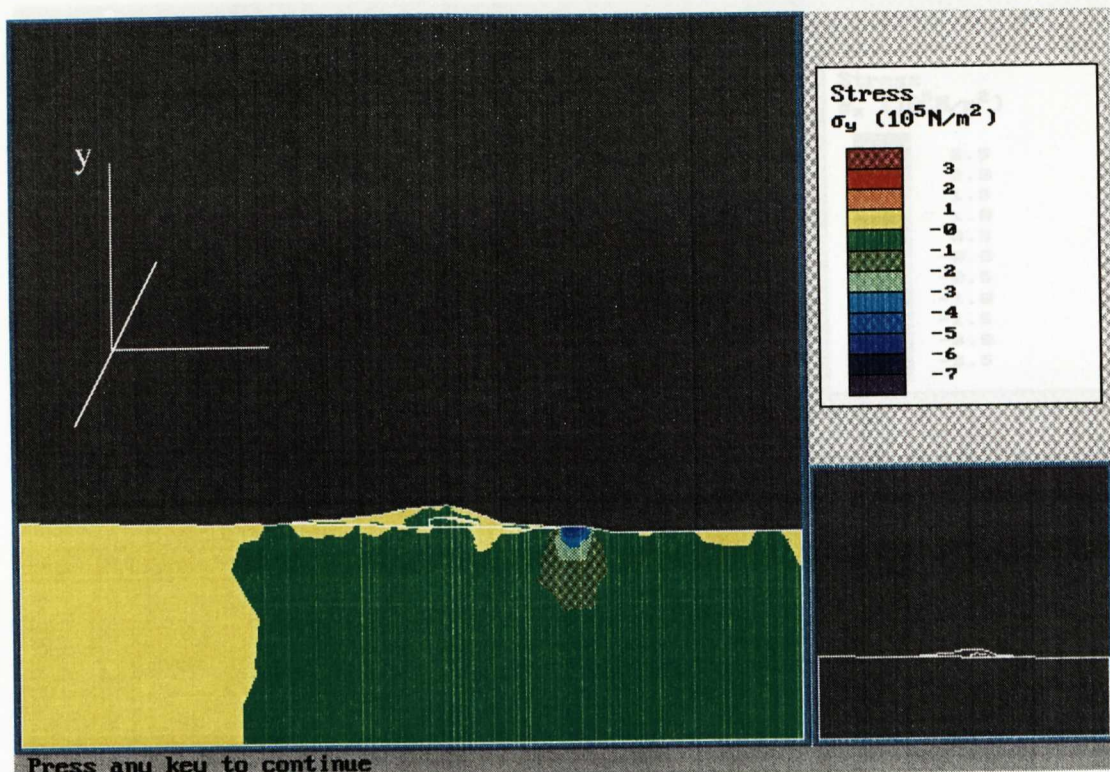 y
Stress
σy (10⁵N/m²)
3
2
1
-0
-1
-2
-3
-4
-5
-6
-7
Press any key to continue